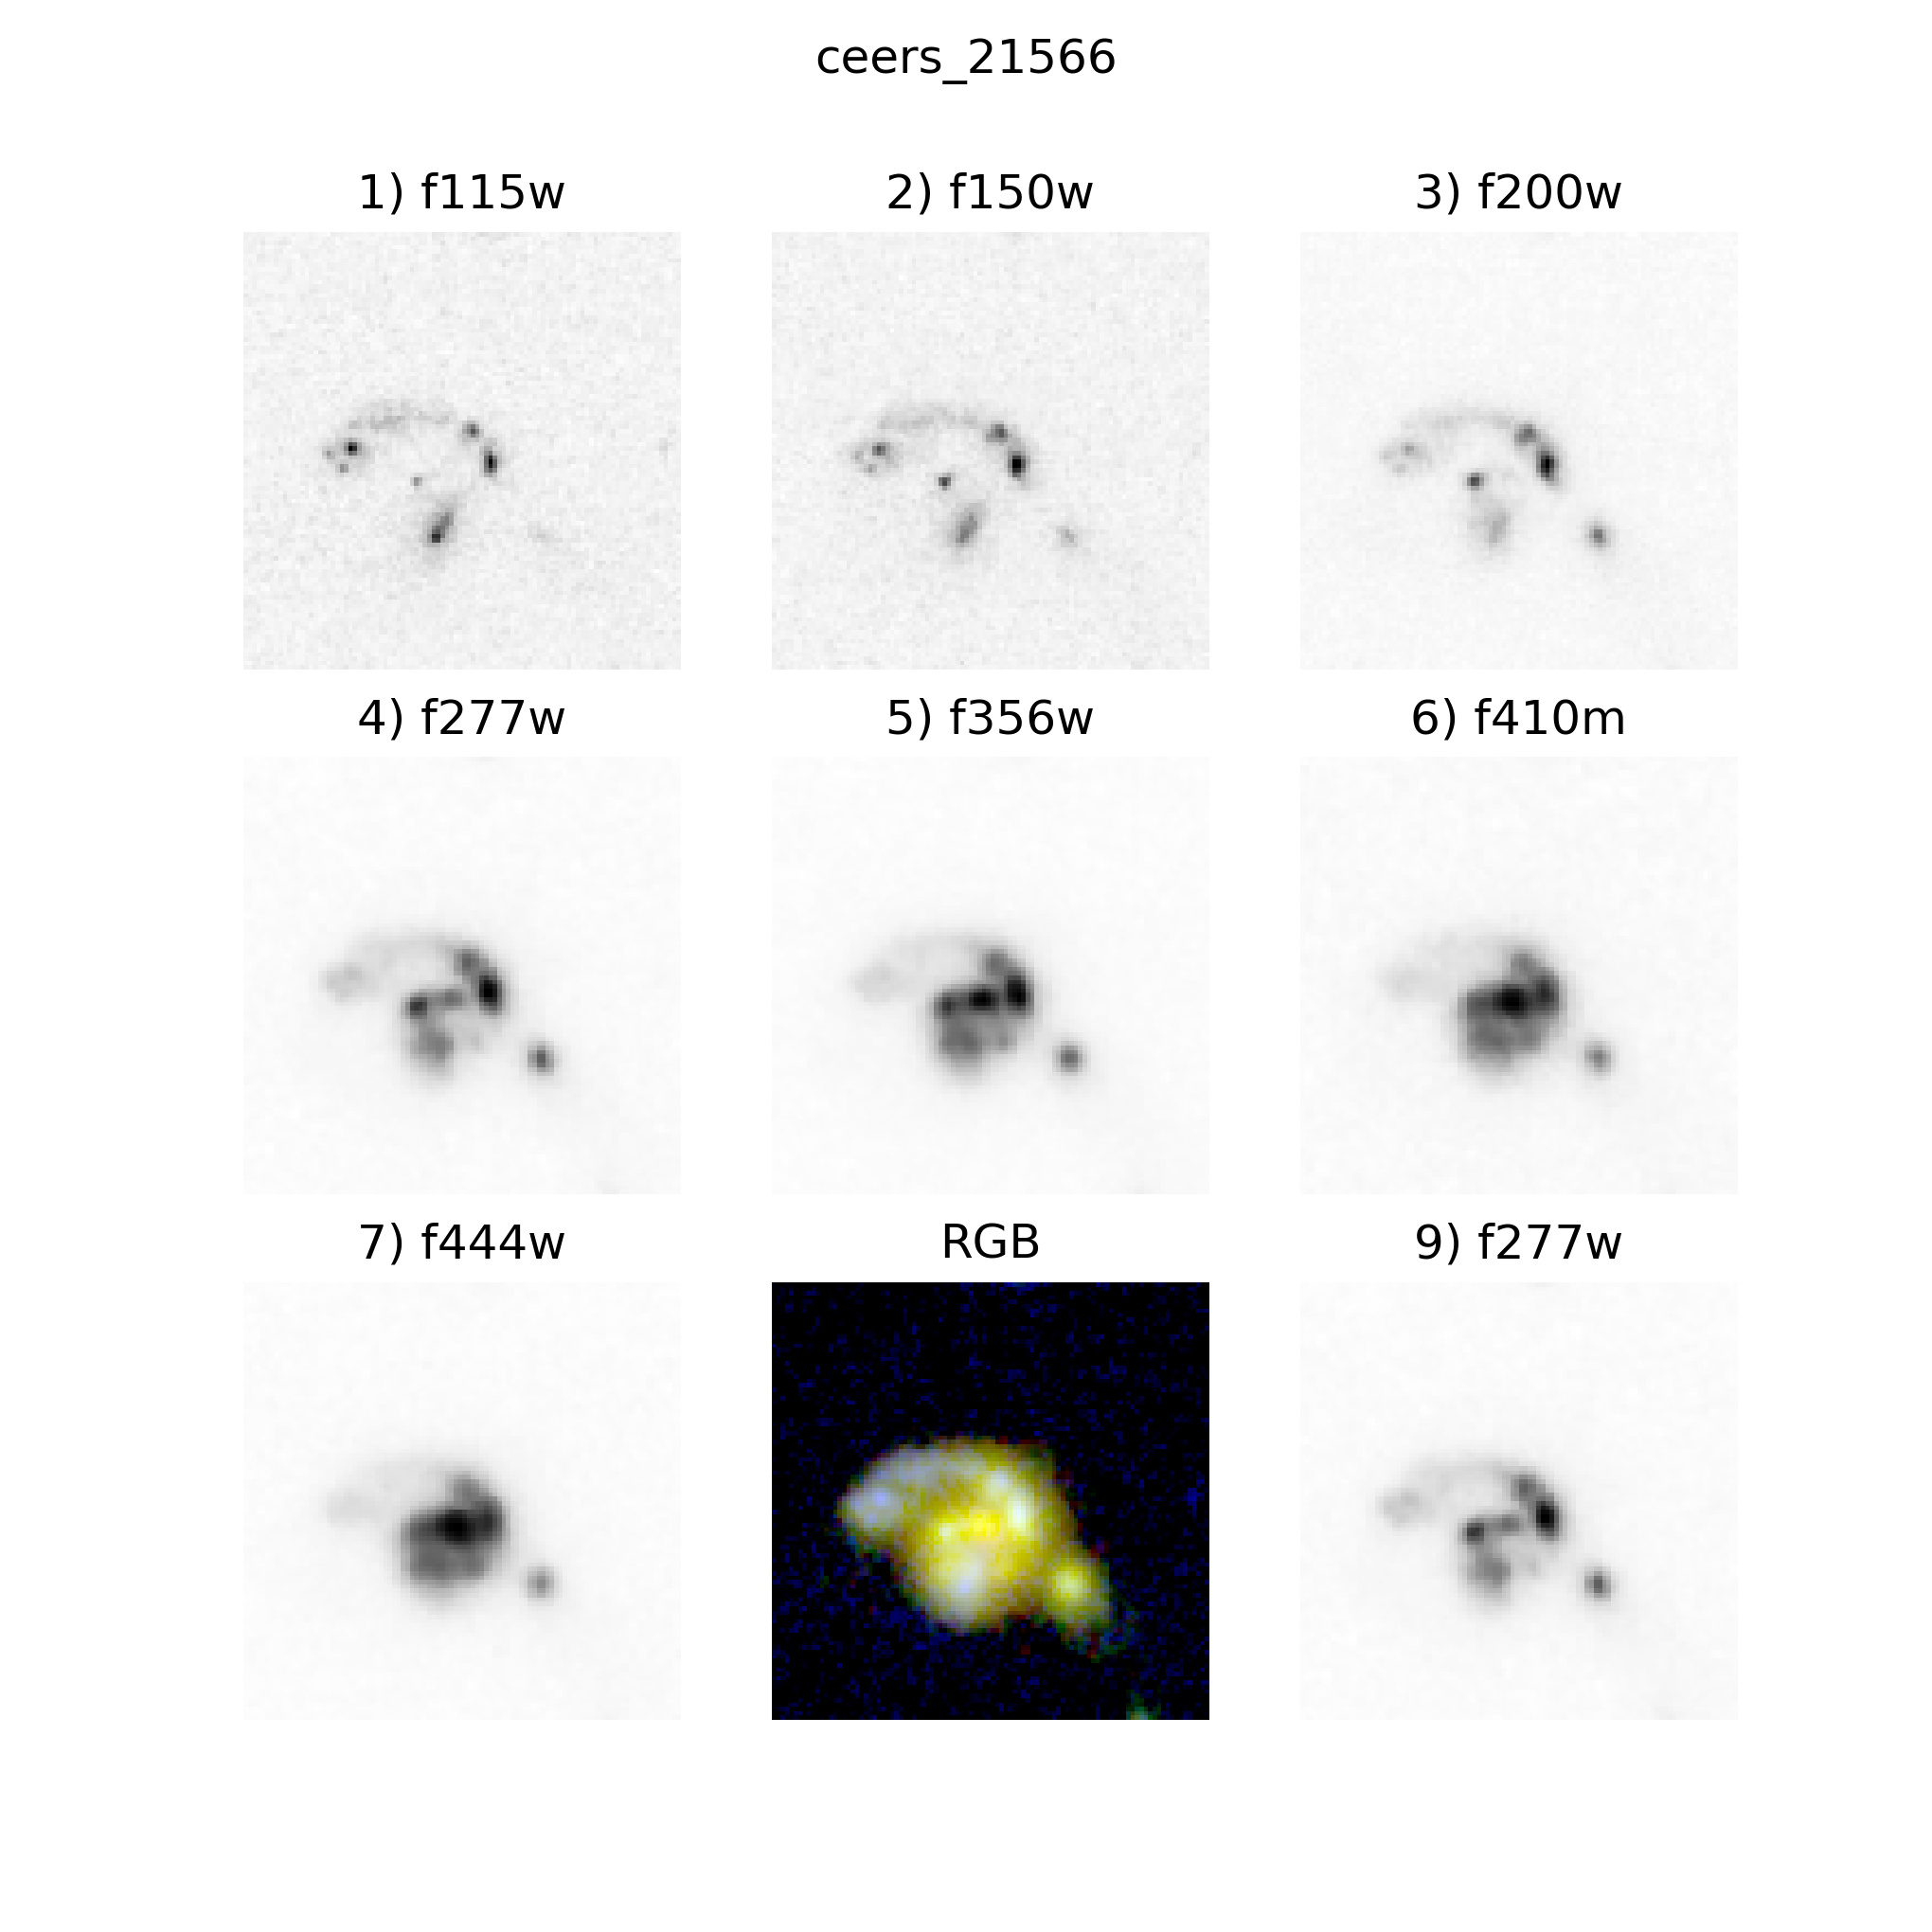 ceers_21566
1) f115w
2) f150w
3) f200w
4) f277w
5) f356w
6) f410m
7) f444w
RGB
9) f277w